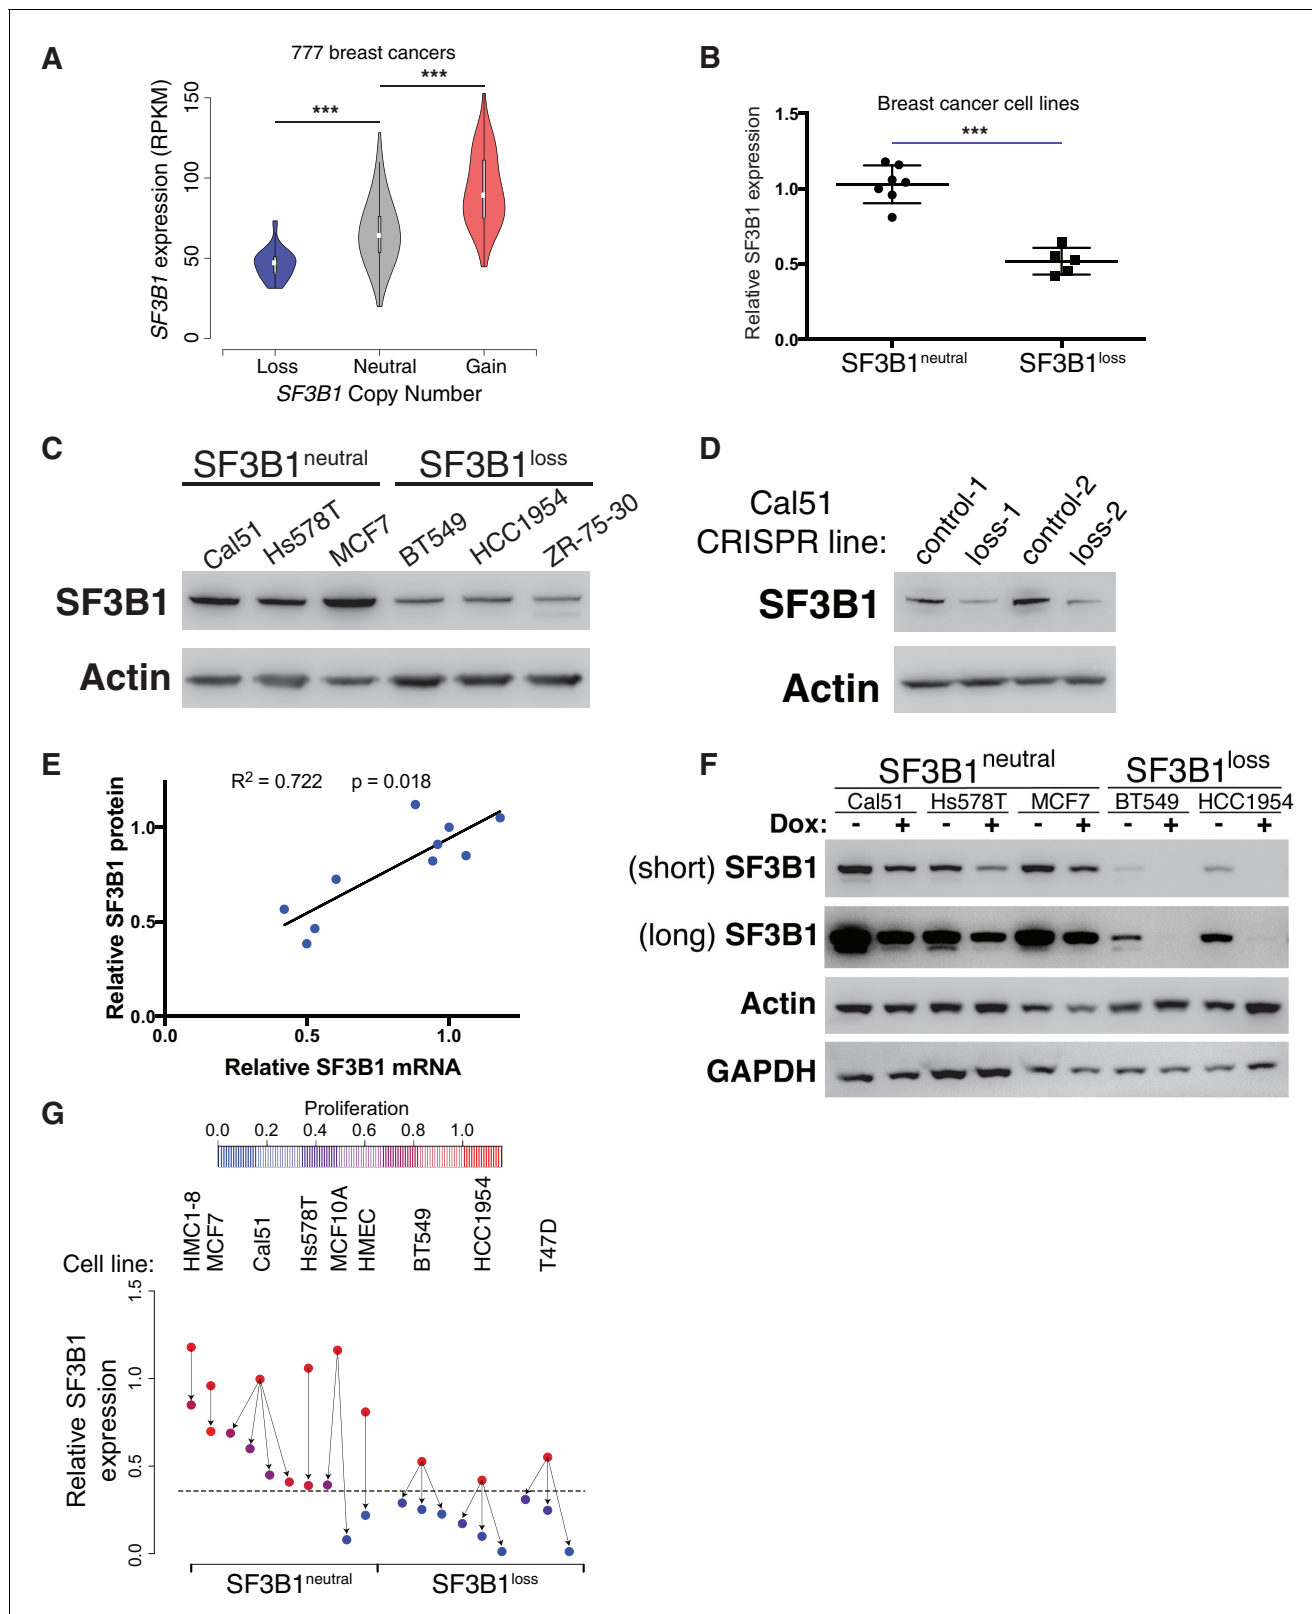 A
777 breast cancers
***
***
SF3B1 expression (RPKM)
150
100
50
0
Loss Neutral Gain
SF3B1 Copy Number
B
Breast cancer cell lines
***
Relative SF3B1 expression
1.5
1.0
0.5
0.0
SF3B1neutral SF3B1loss
C
SF3B1neutral SF3B1loss
Cal51 Hs578T MCF7 BT549 HCC1954 ZR-75-30
SF3B1
Actin
D
Cal51
CRISPR line:
control-1 loss-1 control-2 loss-2
SF3B1
Actin
E
R2 = 0.722 p = 0.018
Relative SF3B1 protein
1.0
0.5
0.0
0.0 0.5 1.0
Relative SF3B1 mRNA
F
SF3B1neutral SF3B1loss
Cal51 Hs578T MCF7 BT549 HCC1954
Dox: - + - + - + - + - +
(short) SF3B1
(long) SF3B1
Actin
GAPDH
G
Proliferation
0.0 0.2 0.4 0.6 0.8 1.0
Cell line: HMC1-8 MCF7 Cal51 Hs578T MCF10A HMEC BT549 HCC1954 T47D
Relative SF3B1
expression
1.5
1.0
0.5
0.0
SF3B1neutral SF3B1loss